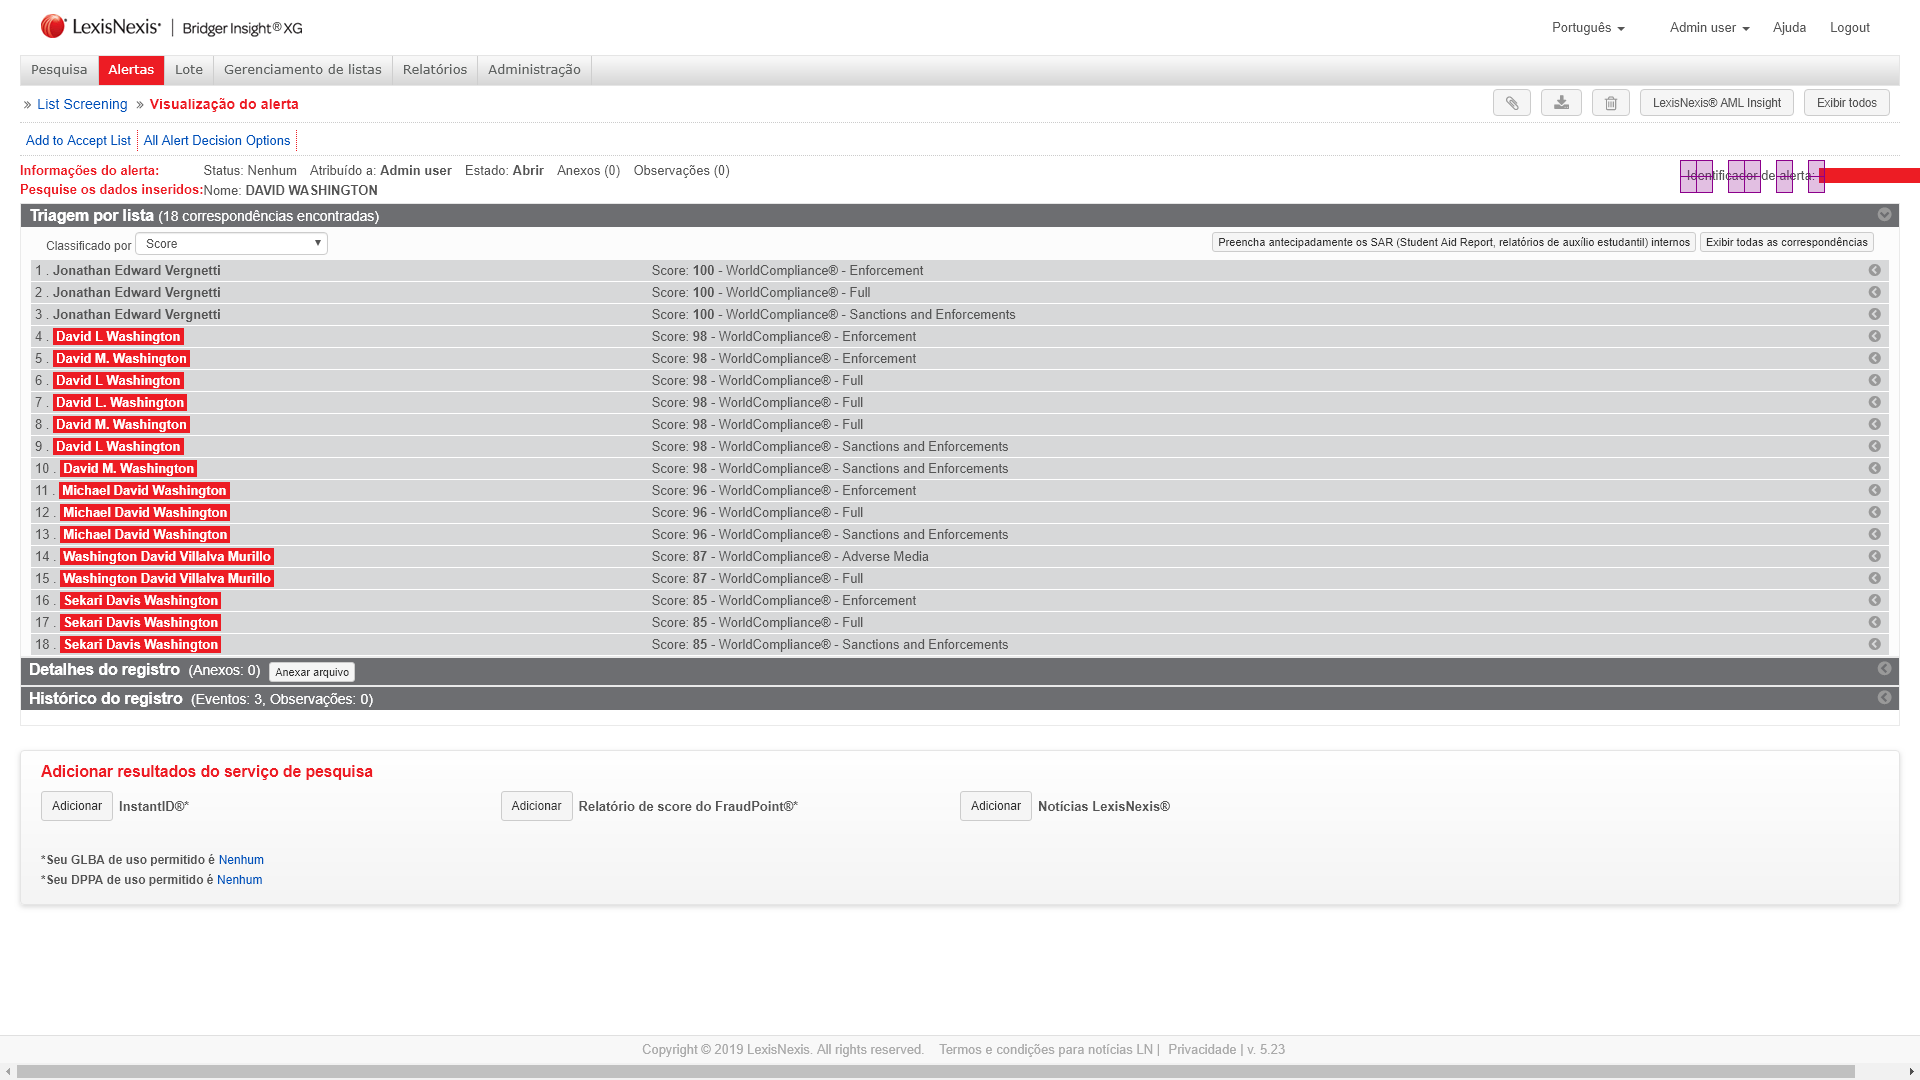 LexisNexis® | Bridger Insight® XG
Português
Admin user
Ajuda
Logout
Pesquisa
Alertas
Lote
Gerenciamento de listas
Relatórios
Administração
» List Screening » Visualização do alerta
LexisNexis® AML Insight
Exibir todos
Add to Accept List
All Alert Decision Options
Informações do alerta: Status: Nenhum Atribuído a: Admin user Estado: Abrir Anexos (0) Observações (0)
Identificador de alerta:
Pesquise os dados inseridos: Nome: DAVID WASHINGTON
Triagem por lista (18 correspondências encontradas)
Classificado por Score
Preencha antecipadamente os SAR (Student Aid Report, relatórios de auxílio estudantil) internos
Exibir todas as correspondências
1 . Jonathan Edward Vergnetti Score: 100 - WorldCompliance® - Enforcement
2 . Jonathan Edward Vergnetti Score: 100 - WorldCompliance® - Full
3 . Jonathan Edward Vergnetti Score: 100 - WorldCompliance® - Sanctions and Enforcements
4 . David L Washington Score: 98 - WorldCompliance® - Enforcement
5 . David M. Washington Score: 98 - WorldCompliance® - Enforcement
6 . David L Washington Score: 98 - WorldCompliance® - Full
7 . David L. Washington Score: 98 - WorldCompliance® - Full
8 . David M. Washington Score: 98 - WorldCompliance® - Full
9 . David L Washington Score: 98 - WorldCompliance® - Sanctions and Enforcements
10 . David M. Washington Score: 98 - WorldCompliance® - Sanctions and Enforcements
11 . Michael David Washington Score: 96 - WorldCompliance® - Enforcement
12 . Michael David Washington Score: 96 - WorldCompliance® - Full
13 . Michael David Washington Score: 96 - WorldCompliance® - Sanctions and Enforcements
14 . Washington David Villalva Murillo Score: 87 - WorldCompliance® - Adverse Media
15 . Washington David Villalva Murillo Score: 87 - WorldCompliance® - Full
16 . Sekari Davis Washington Score: 85 - WorldCompliance® - Enforcement
17 . Sekari Davis Washington Score: 85 - WorldCompliance® - Full
18 . Sekari Davis Washington Score: 85 - WorldCompliance® - Sanctions and Enforcements
Detalhes do registro (Anexos: 0) Anexar arquivo
Histórico do registro (Eventos: 3, Observações: 0)
Adicionar resultados do serviço de pesquisa
Adicionar InstantID®*
Adicionar Relatório de score do FraudPoint®*
Adicionar Notícias LexisNexis®
*Seu GLBA de uso permitido é Nenhum
*Seu DPPA de uso permitido é Nenhum
Copyright © 2019 LexisNexis. All rights reserved. Termos e condições para notícias LN | Privacidade | v. 5.23